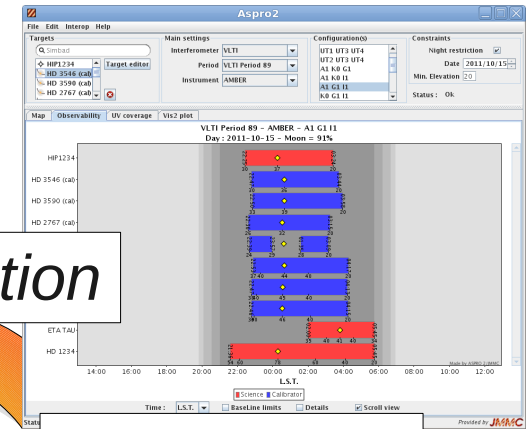 Aspro2
File Edit Interop Help
Targets
Simbad
HIP1234
HD 3546 (cal)
HD 3590 (cal)
HD 2767 (cal)
Target editor
Main settings
Interferometer VLTI
Period VLTI Period 89
Instrument AMBER
Configuration(s)
UT1 UT3 UT4
UT2 UT3 UT4
A1 K0 G1
A1 K0 I1
A1 G1 I1
K0 G1 I1
Constraints
Night restriction
Date 2011/10/15
Min. Elevation 20
Status : Ok
Map Observability UV coverage Vis2 plot
VLTI Period 89 - AMBER - A1 G1 I1
Day : 2011-10-15 - Moon = 91%
HIP1234
HD 3546 (cal)
HD 3590 (cal)
HD 2767 (cal)
tion
ETA TAU
HD 1234
14:00 16:00 18:00 20:00 22:00 00:00 02:00 04:00 06:00 08:00 10:00 12:00
L.S.T.
Made by ASPRO 2/JMMC
Science Calibrator
Time : L.S.T. BaseLine limits Details Scroll view
Statu
Provided by JMMC